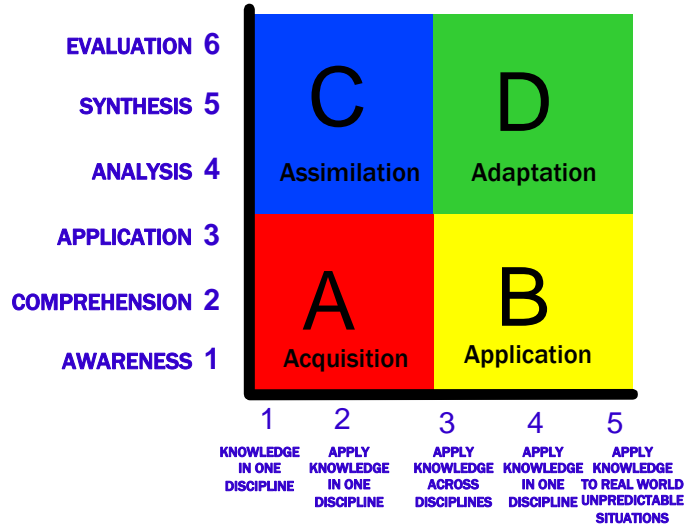 EVALUATION 6
SYNTHESIS 5
ANALYSIS 4
APPLICATION 3
COMPREHENSION 2
AWARENESS 1
C
Assimilation
D
Adaptation
A
Acquisition
B
Application
1
KNOWLEDGE
IN ONE
DISCIPLINE
2
APPLY
KNOWLEDGE
IN ONE
DISCIPLINE
3
APPLY
KNOWLEDGE
ACROSS
DISCIPLINES
4
APPLY
KNOWLEDGE
IN ONE
DISCIPLINE
5
APPLY
KNOWLEDGE
TO REAL WORLD
UNPREDICTABLE
SITUATIONS